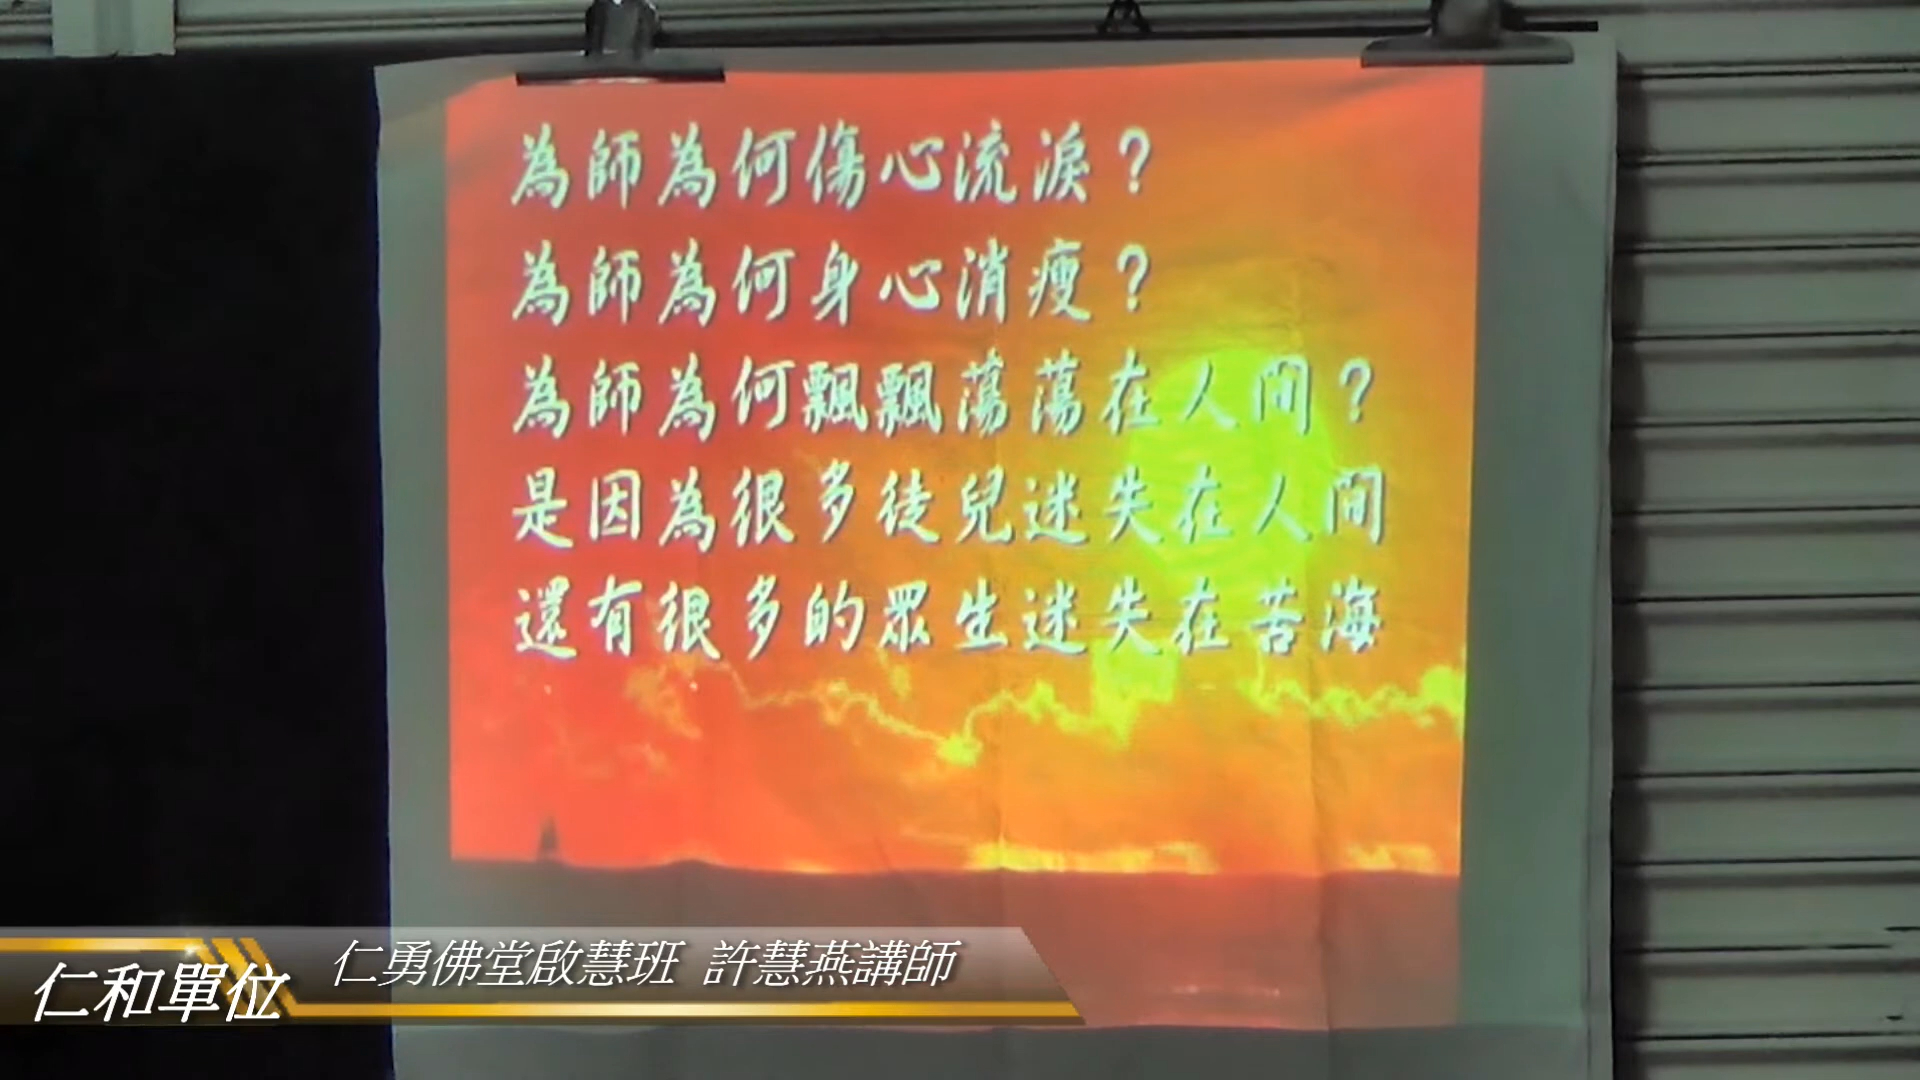 為師為何傷心流淚？
為師為何身心消瘦？
為師為何飄飄蕩蕩在人間？
是因為很多徒兒迷失在人間
還有很多的眾生迷失在苦海
仁勇佛堂啟慧班 許慧燕講師
仁和單位